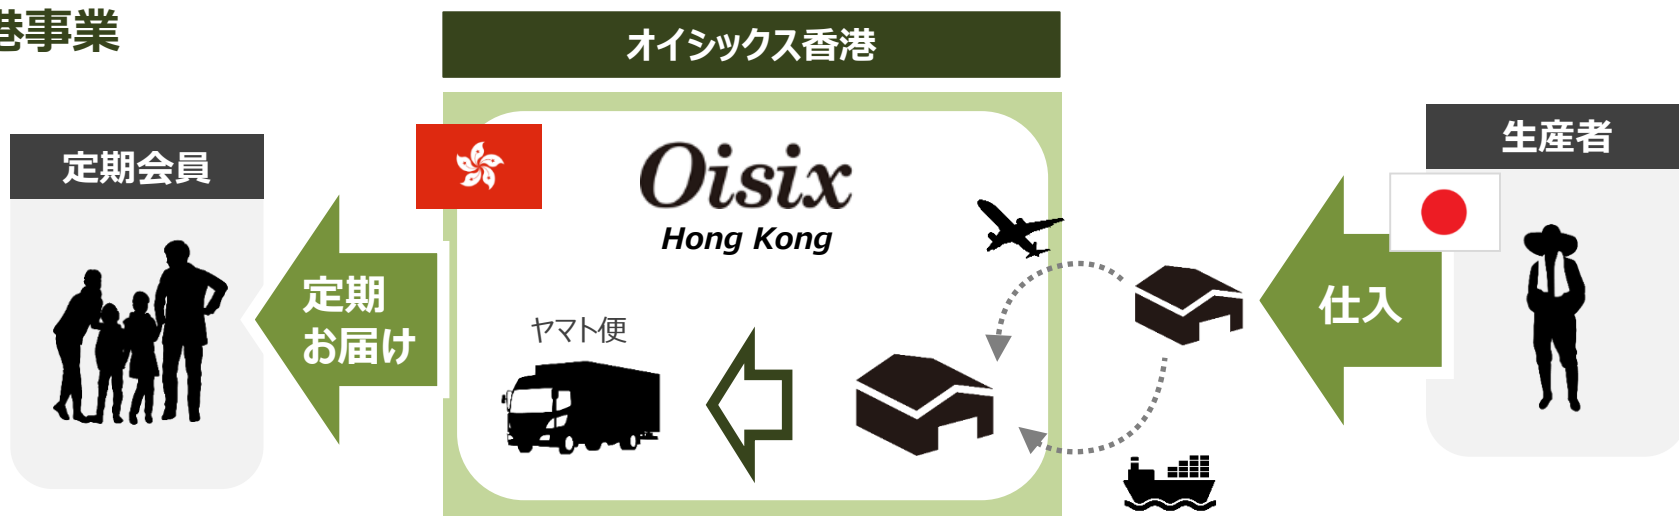 港事業
オイシックス香港
定期会員
生産者
Oisix
Hong Kong
定期
お届け
仕入
ヤマト便